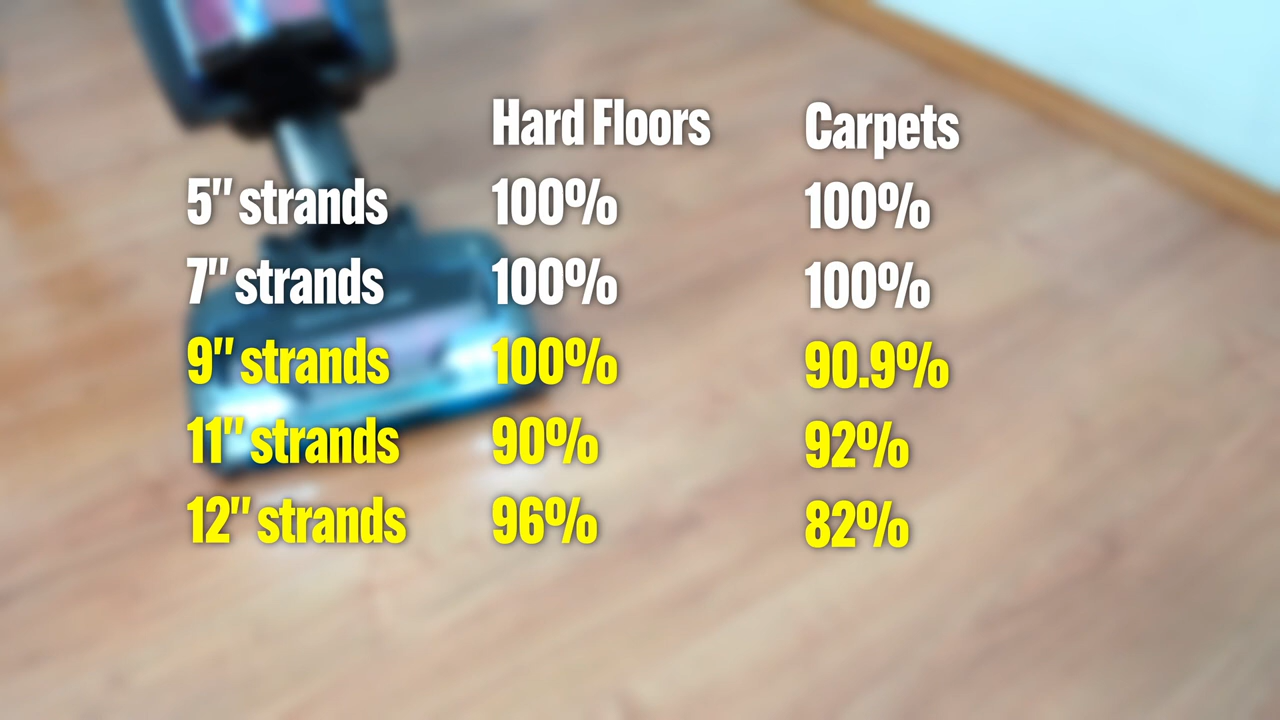 Hard Floors Carpets
5" strands 100% 100%
7" strands 100% 100%
9" strands 100% 90.9%
11" strands 90% 92%
12" strands 96% 82%